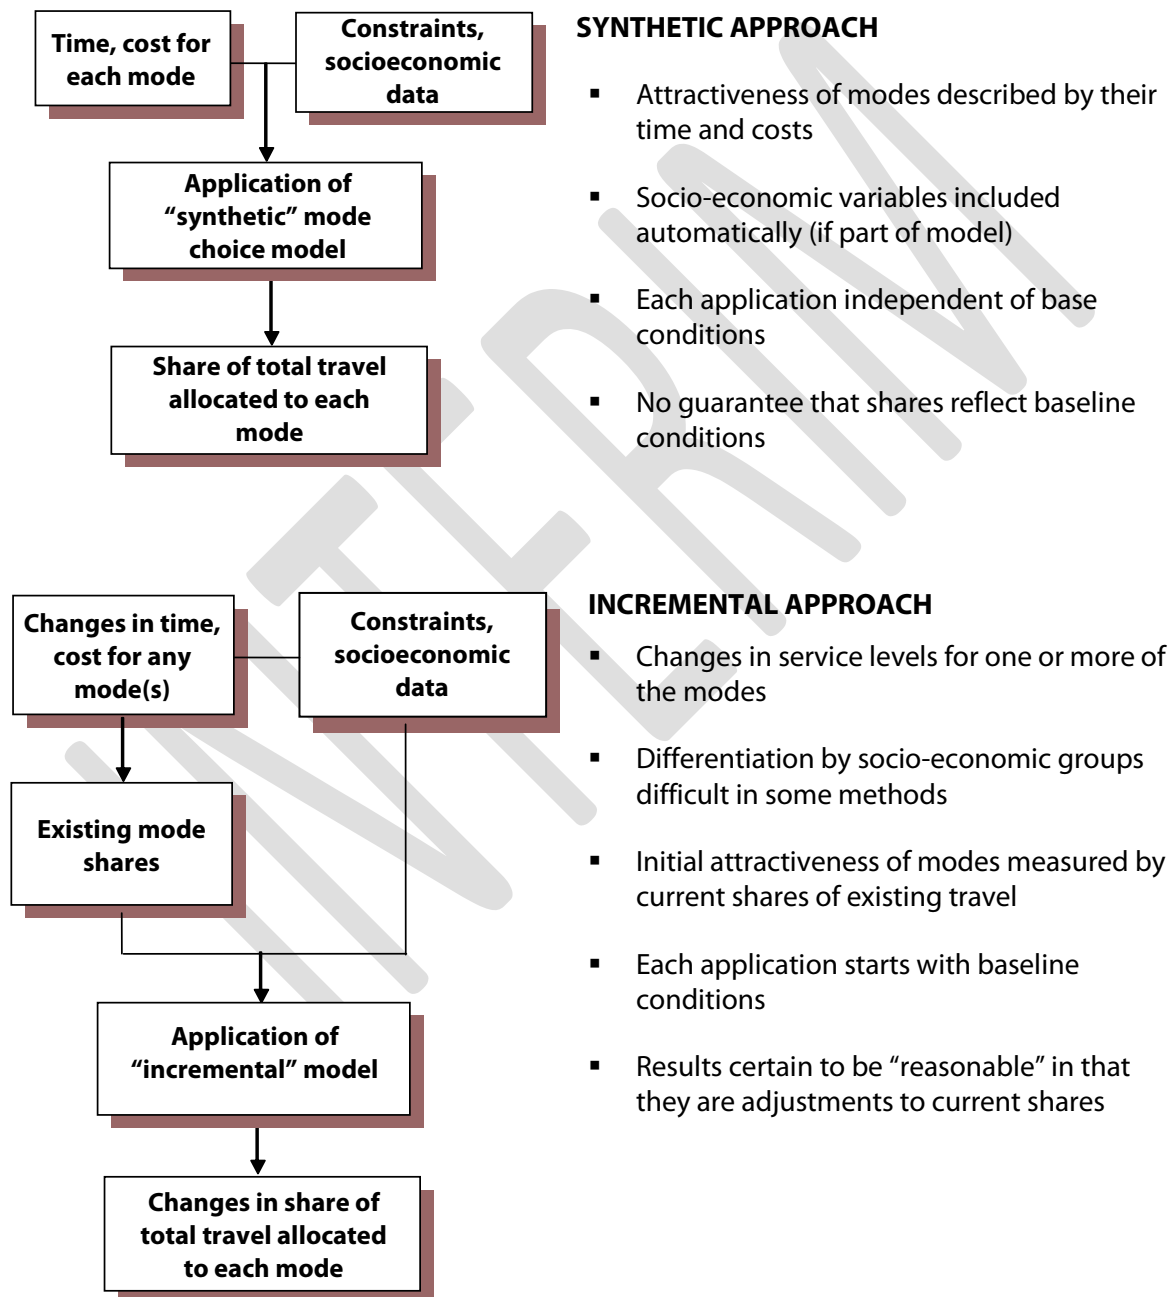 Time, cost for
each mode
Constraints,
socioeconomic
data
Application of
“synthetic” mode
choice model
Share of total travel
allocated to each
mode
SYNTHETIC APPROACH
▪ Attractiveness of modes described by their
time and costs
▪ Socio-economic variables included
automatically (if part of model)
▪ Each application independent of base
conditions
▪ No guarantee that shares reflect baseline
conditions
Changes in time,
cost for any
mode(s)
Constraints,
socioeconomic
data
Existing mode
shares
Application of
“incremental” model
Changes in share of
total travel allocated
to each mode
INCREMENTAL APPROACH
▪ Changes in service levels for one or more of
the modes
▪ Differentiation by socio-economic groups
difficult in some methods
▪ Initial attractiveness of modes measured by
current shares of existing travel
▪ Each application starts with baseline
conditions
▪ Results certain to be “reasonable” in that
they are adjustments to current shares
INTERIM